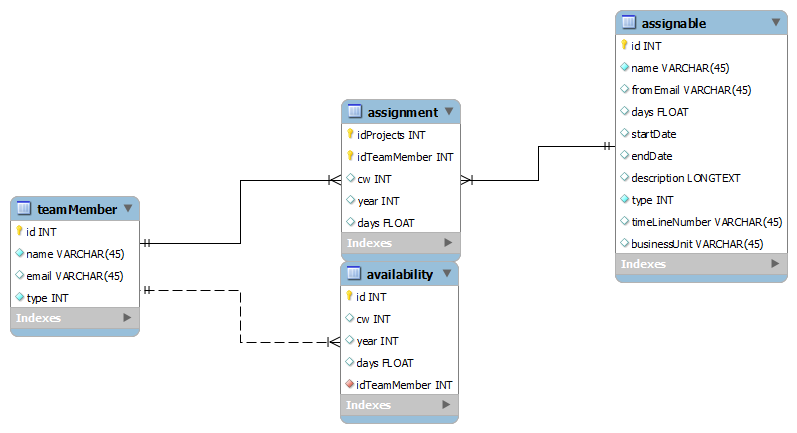 assignable
id INT
name VARCHAR(45)
fromEmail VARCHAR(45)
days FLOAT
startDate
endDate
description LONGTEXT
type INT
timeLineNumber VARCHAR(45)
businessUnit VARCHAR(45)
Indexes
assignment
idProjects INT
idTeamMember INT
cw INT
year INT
days FLOAT
Indexes
teamMember
id INT
name VARCHAR(45)
email VARCHAR(45)
type INT
Indexes
availability
id INT
cw INT
year INT
days FLOAT
idTeamMember INT
Indexes